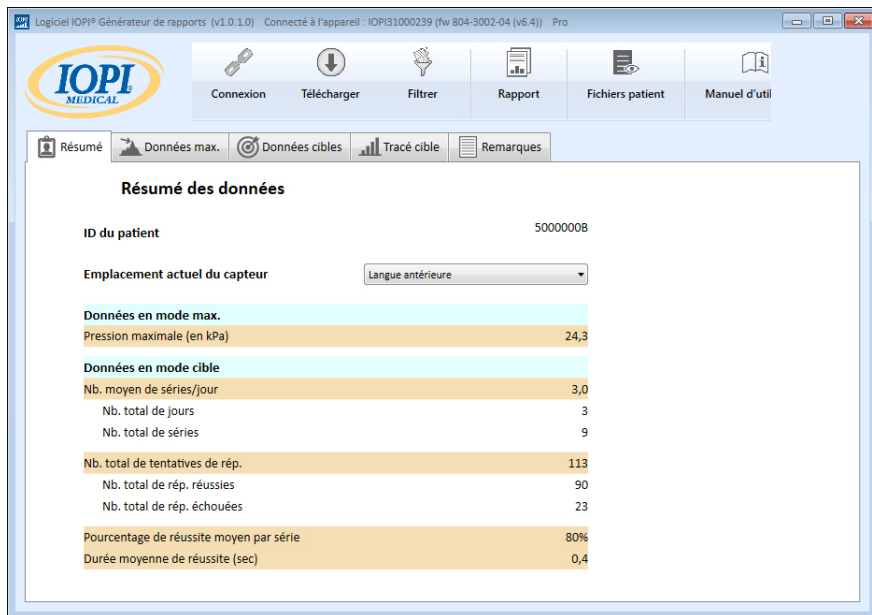 IOPI Logiciel IOPI® Générateur de rapports (v1.0.1.0) Connecté à l'appareil : IOPI31000239 (fw 804-3002-04 (v6.4)) Pro
IOPI®
MEDICAL
Connexion Télécharger Filtrer Rapport Fichiers patient Manuel d'util
Résumé Données max. Données cibles Tracé cible Remarques
Résumé des données
ID du patient 5000000B
Emplacement actuel du capteur Langue antérieure
Données en mode max.
Pression maximale (en kPa) 24,3
Données en mode cible
Nb. moyen de séries/jour 3,0
Nb. total de jours 3
Nb. total de séries 9
Nb. total de tentatives de rép. 113
Nb. total de rép. réussies 90
Nb. total de rép. échouées 23
Pourcentage de réussite moyen par série 80%
Durée moyenne de réussite (sec) 0,4